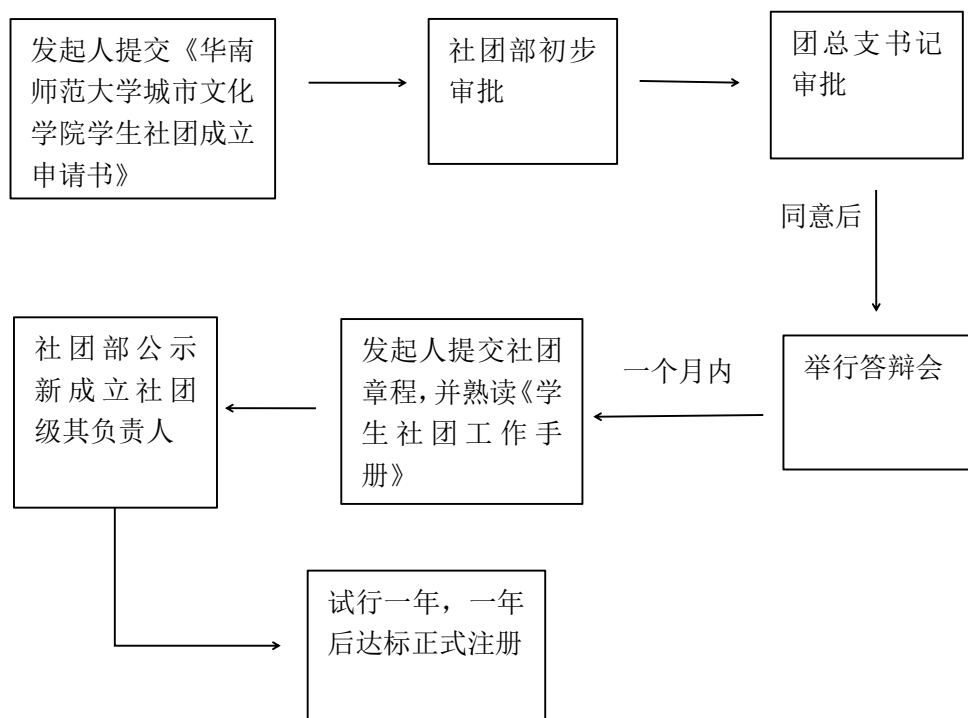 发起人提交《华南
师范大学城市文化
学院学生社团成立
申请书》
社团部初步
审批
团总支书记
审批
同意后
举行答辩会
一个月内
发起人提交社团
章程，并熟读《学
生社团工作手
册》
社团部公示
新成立社团
级其负责人
试行一年，一年
后达标正式注册